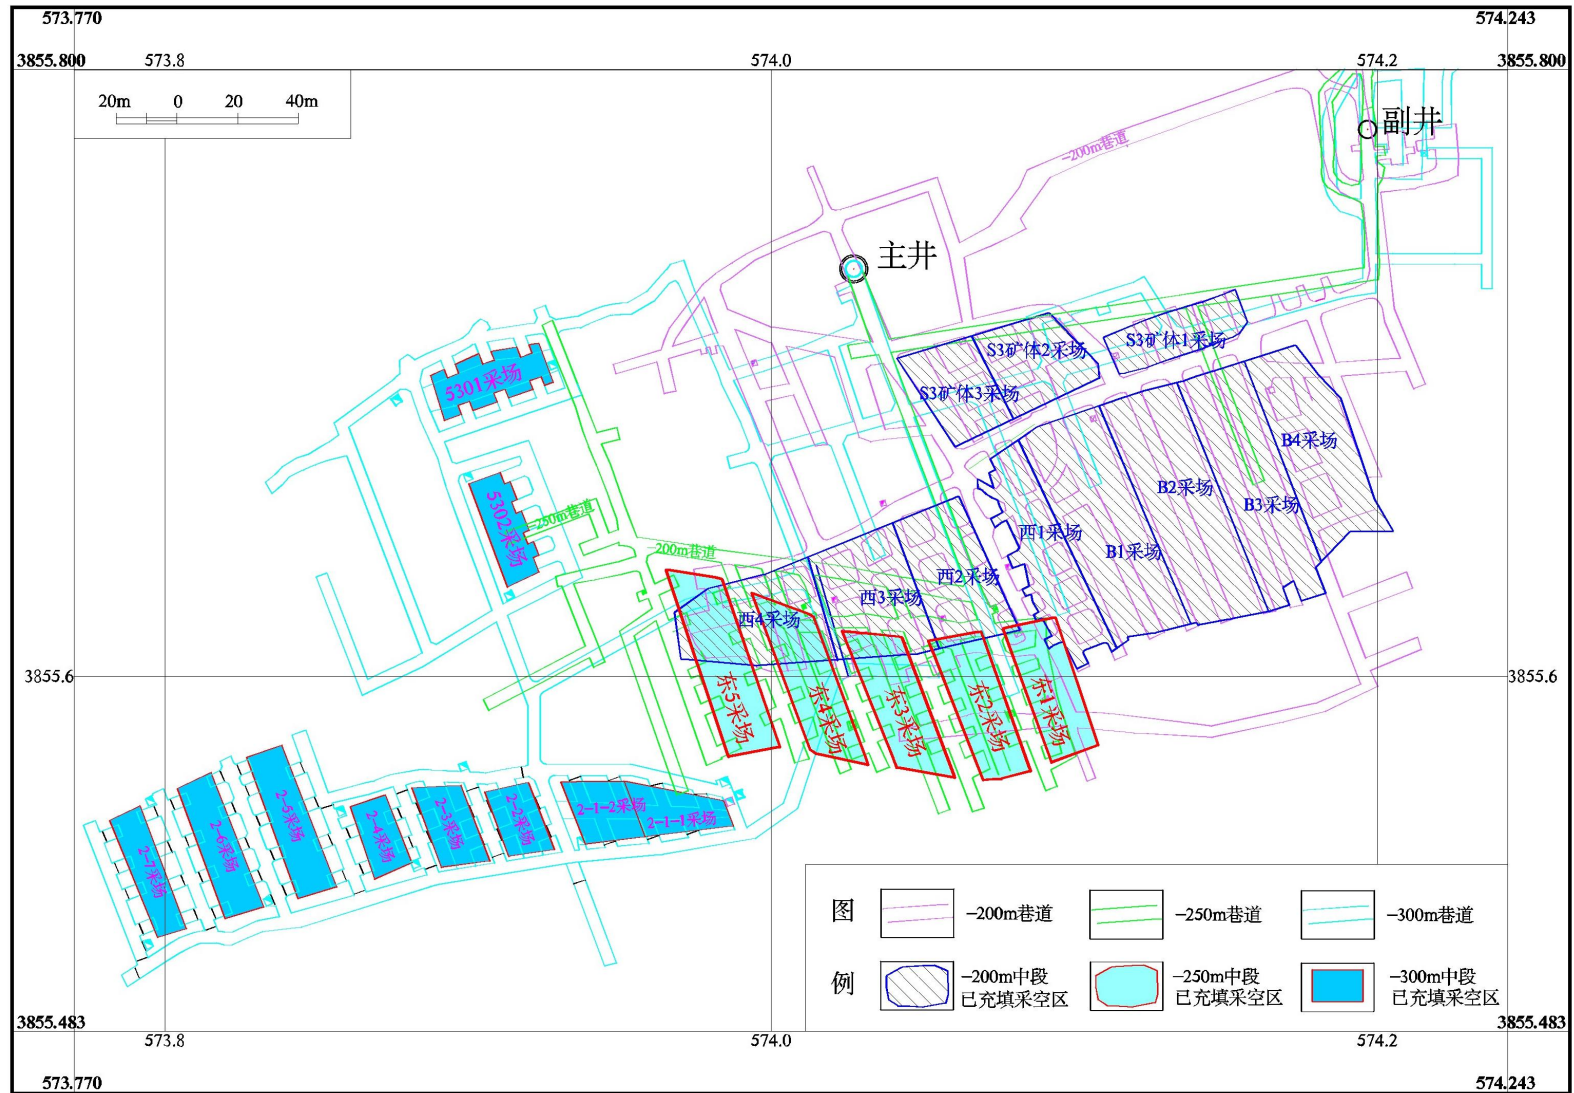 573.770
574.243
3855.800
573.8
574.0
574.2
3855.800
20m 0 20 40m
副井
-200m巷道
主井
S3矿体2采场
S3矿体1采场
S3矿体3采场
5301采场
B4采场
B2采场
B3采场
5302采场
-250m巷道
西1采场
B1采场
-200m巷道
西2采场
西3采场
西4采场
3855.6
3855.6
东5采场
东4采场
东3采场
东2采场
东1采场
2-5采场
2-6采场
2-7采场
2-4采场
2-3采场
2-2采场
2-1-2采场
2-1-1采场
图
例
-200m巷道
-250m巷道
-300m巷道
-200m中段
已充填采空区
-250m中段
已充填采空区
-300m中段
已充填采空区
3855.483
573.8
574.0
574.2
3855.483
573.770
574.243